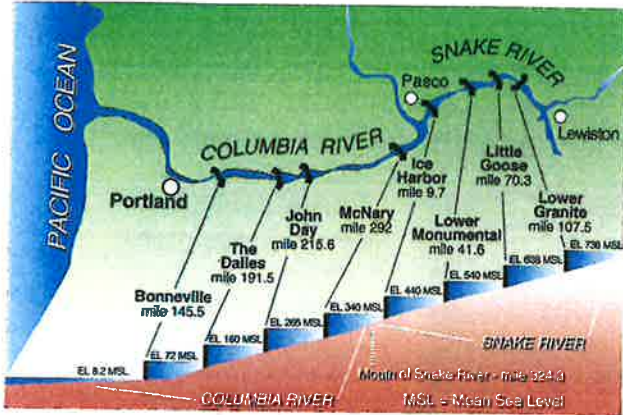 PACIFIC OCEAN
COLUMBIA RIVER
SNAKE RIVER
Portland
Pasco
Lewiston
Bonneville
mile 145.5
The
Dalles
mile 191.5
John
Day
mile 215.6
McNary
mile 292
Ice
Harbor
mile 9.7
Lower
Monumental
mile 41.6
Little
Goose
mile 70.3
Lower
Granite
mile 107.5
EL 8.2 MSL
EL 72 MSL
EL 160 MSL
EL 265 MSL
EL 340 MSL
EL 440 MSL
EL 540 MSL
EL 638 MSL
EL 738 MSL
SNAKE RIVER
COLUMBIA RIVER
Mouth of Snake River - mile 324.3
MSL = Mean Sea Level